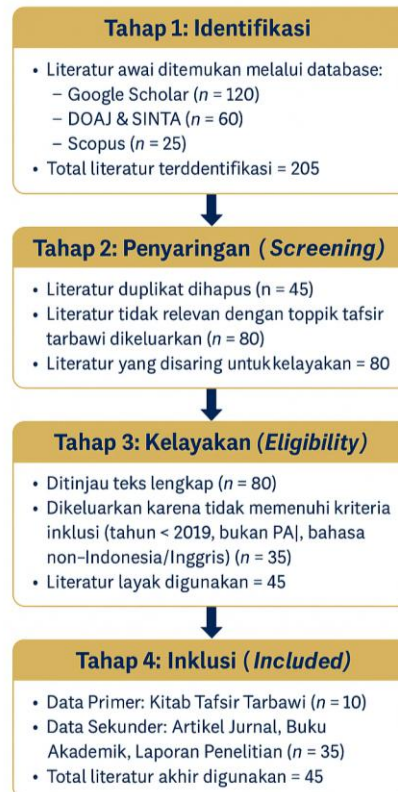 Tahap 1: Identifikasi
• Literatur awai ditemukan melalui database:
– Google Scholar (n = 120)
– DOAJ & SINTA (n = 60)
– Scopus (n = 25)
• Total literatur terddentifikasi = 205
Tahap 2: Penyaringan (Screening)
• Literatur duplikat dihapus (n = 45)
• Literatur tidak relevan dengan toppik tafsir
tarbawi dikeluarkan (n = 80)
• Literatur yang disaring untukkelayakan = 80
Tahap 3: Kelayakan (Eligibility)
• Ditinjau teks lengkap (n = 80)
• Dikeluarkan karena tidak memenuhi kriteria
inklusi (tahun < 2019, bukan PA|, bahasa
non–Indonesia/Inggris) (n = 35)
• Literatur layak digunakan = 45
Tahap 4: Inklusi (Included)
• Data Primer: Kitab Tafsir Tarbawi (n = 10)
• Data Sekunder: Artikel Jurnal, Buku
Akademik, Laporan Penelitian (n = 35)
• Total literatur akhir digunakan = 45